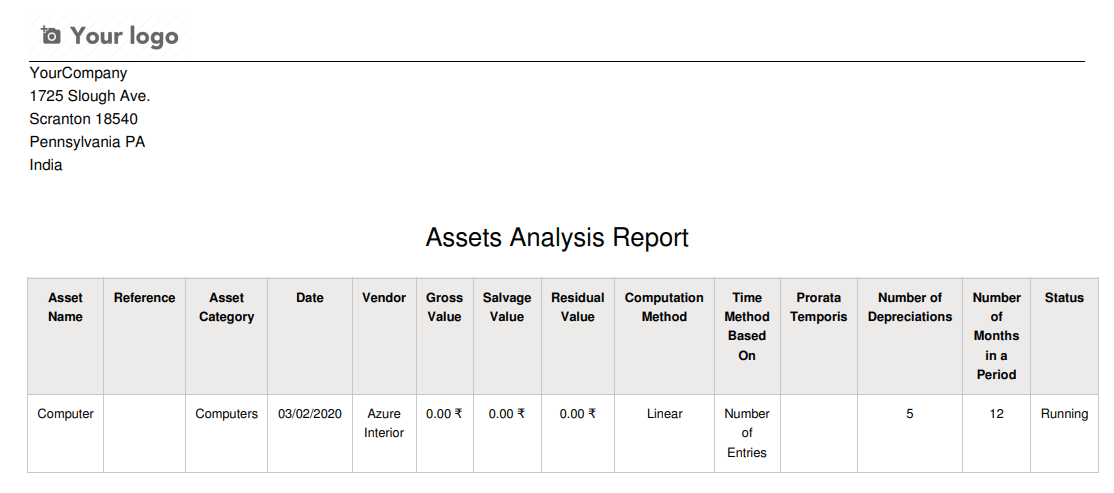 Your logo
YourCompany
1725 Slough Ave.
Scranton 18540
Pennsylvania PA
India
Assets Analysis Report
Asset Name Reference Asset Category Date Vendor Gross Value Salvage Value Residual Value Computation Method Time Method Based On Prorata Temporis Number of Depreciations Number of Months in a Period Status
Computer 03/02/2020 Computers Azure Interior 0.00 ₹ 0.00 ₹ 0.00 ₹ Linear Number of Entries 5 12 Running